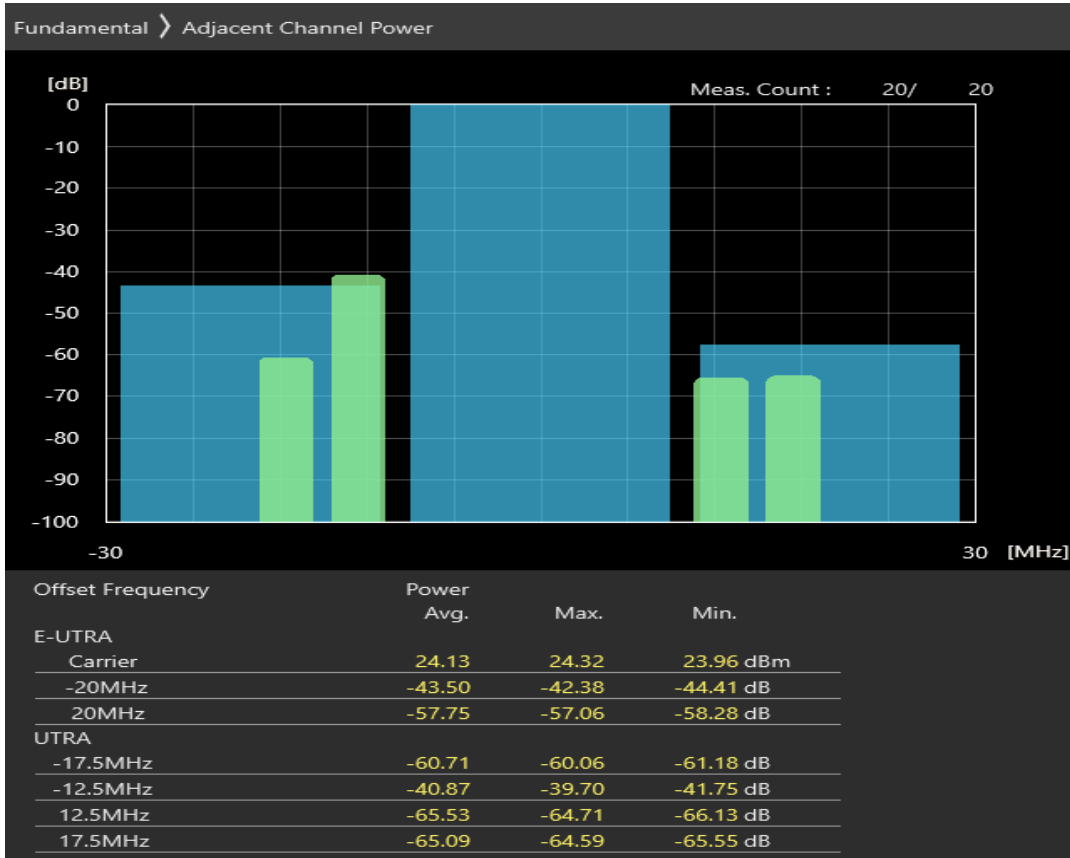 Fundamental 〉 Adjacent Channel Power
[dB]
Meas. Count : 20/ 20
0
-10
-20
-30
-40
-50
-60
-70
-80
-90
-100
-30 30 [MHz]
Offset Frequency Power
Avg. Max. Min.
E-UTRA
Carrier 24.13 24.32 23.96 dBm
-20MHz -43.50 -42.38 -44.41 dB
20MHz -57.75 -57.06 -58.28 dB
UTRA
-17.5MHz -60.71 -60.06 -61.18 dB
-12.5MHz -40.87 -39.70 -41.75 dB
12.5MHz -65.53 -64.71 -66.13 dB
17.5MHz -65.09 -64.59 -65.55 dB